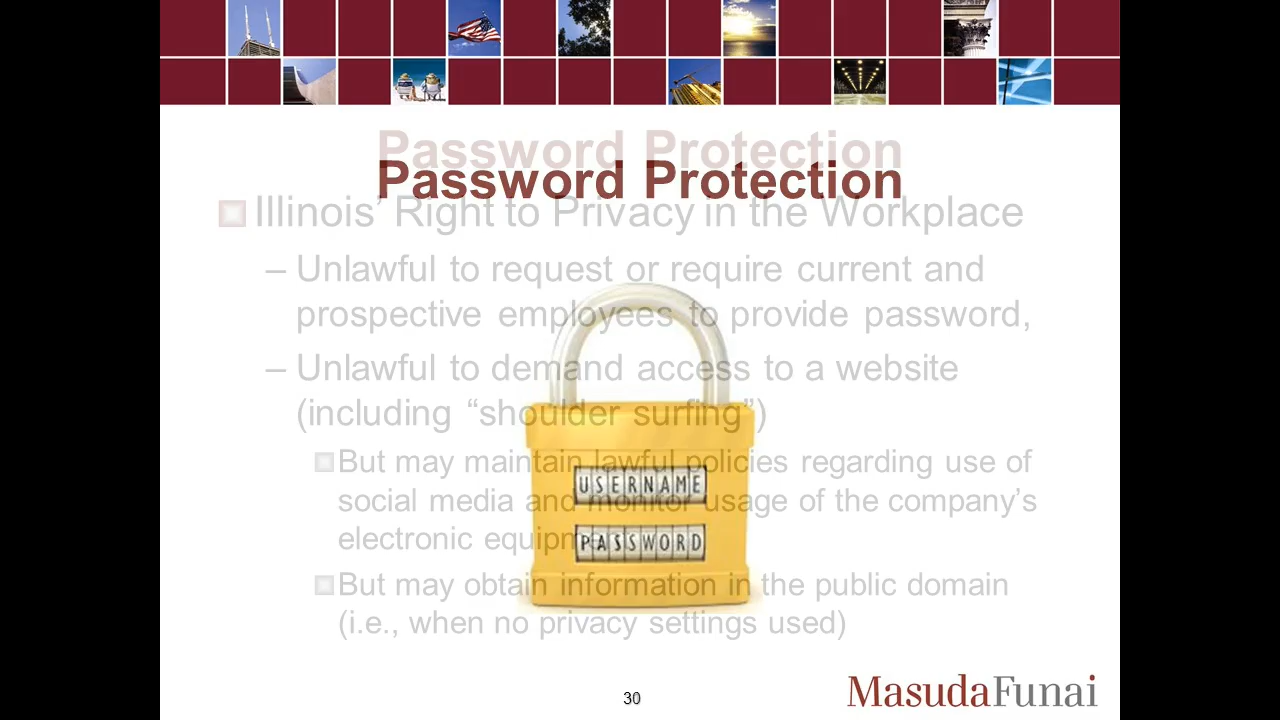 Password Protection
Password Protection
Illinois’ Right to Privacy in the Workplace
– Unlawful to request or require current and
prospective employees to provide password,
– Unlawful to demand access to a website
(including “shoulder surfing”)
But may maintain lawful policies regarding use of
social media and monitor usage of the company’s
electronic equipm
But may obtain information in the public domain
(i.e., when no privacy settings used)
USERNAME
PASSWORD
30
MasudaFunai